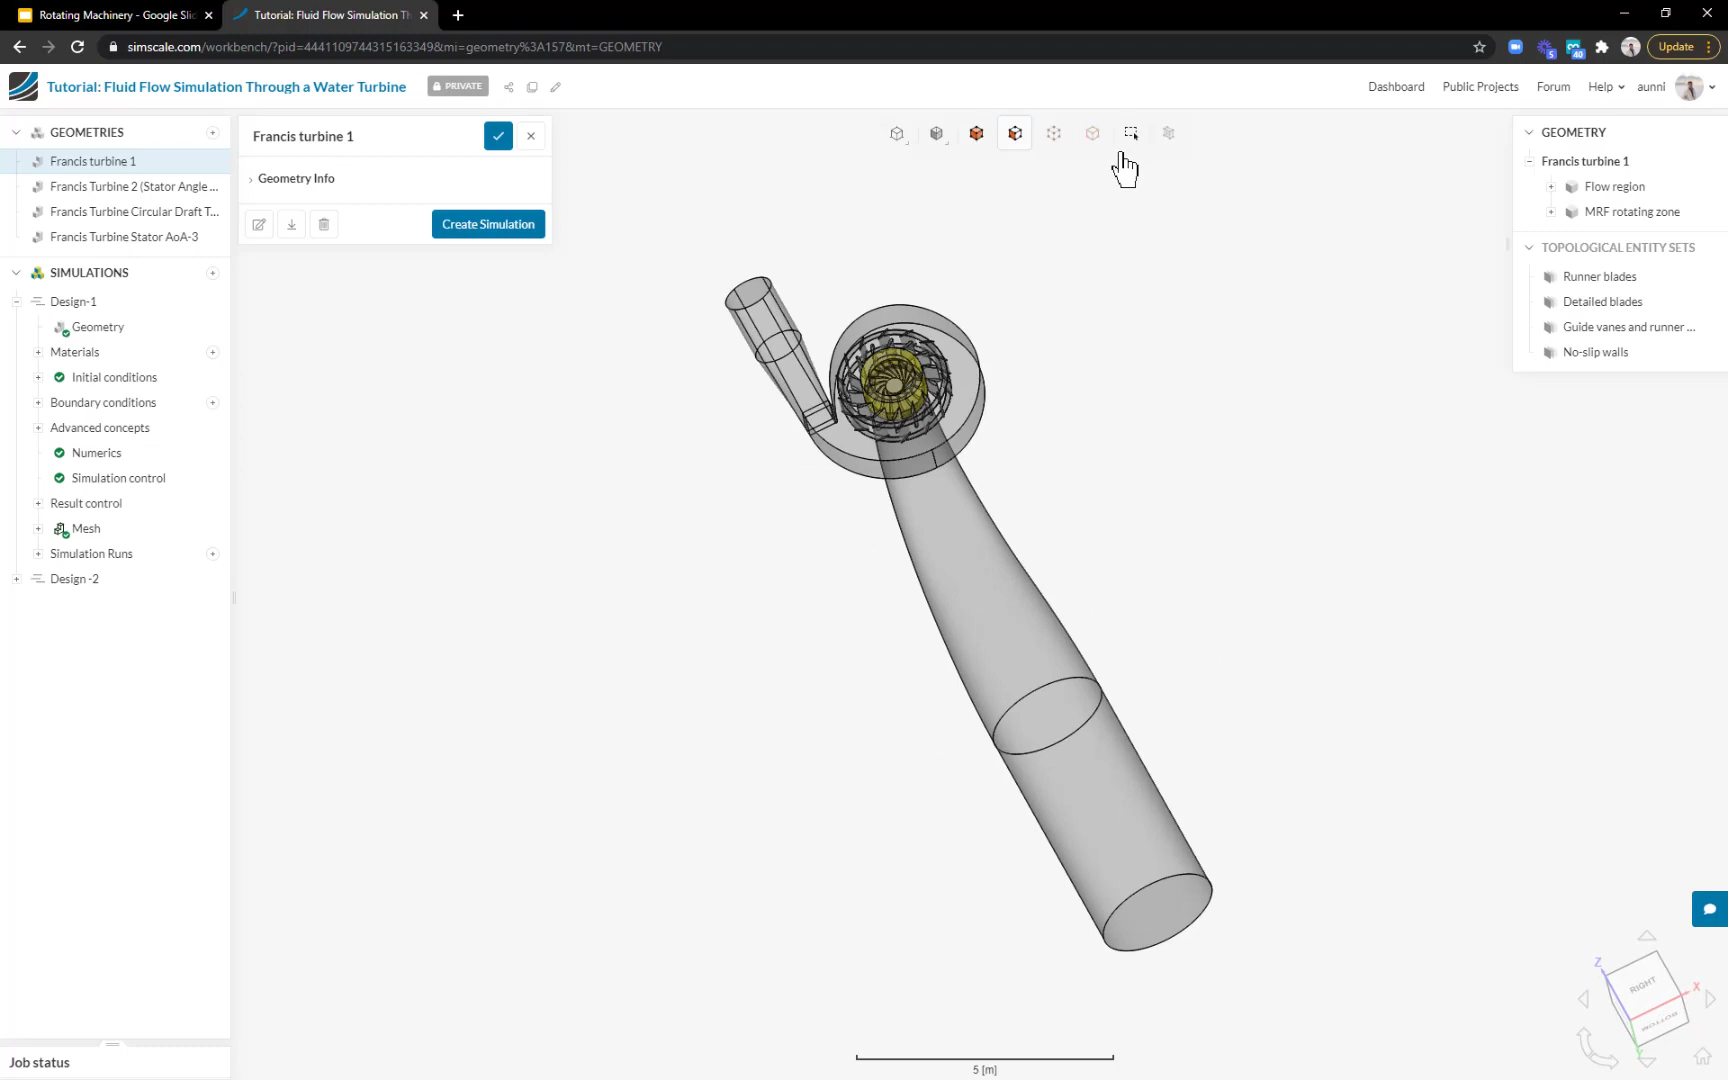 Rotating Machinery - Google Slid
Tutorial: Fluid Flow Simulation Th
simscale.com/workbench/?pid=4441109744315163349&mi=geometry%3A157&mt=GEOMETRY
5
40
Update
Tutorial: Fluid Flow Simulation Through a Water Turbine
PRIVATE
Dashboard
Public Projects
Forum
Help
aunni
GEOMETRIES
Francis turbine 1
Francis Turbine 2 (Stator Angle ...
Francis Turbine Circular Draft T...
Francis Turbine Stator AoA-3
SIMULATIONS
Design-1
Geometry
Materials
Initial conditions
Boundary conditions
Advanced concepts
Numerics
Simulation control
Result control
Mesh
Simulation Runs
Design -2
Job status
Francis turbine 1
Geometry Info
Create Simulation
GEOMETRY
Francis turbine 1
Flow region
MRF rotating zone
TOPOLOGICAL ENTITY SETS
Runner blades
Detailed blades
Guide vanes and runner ...
No-slip walls
5 [m]
Z
RIGHT
X
BOTTOM
Y